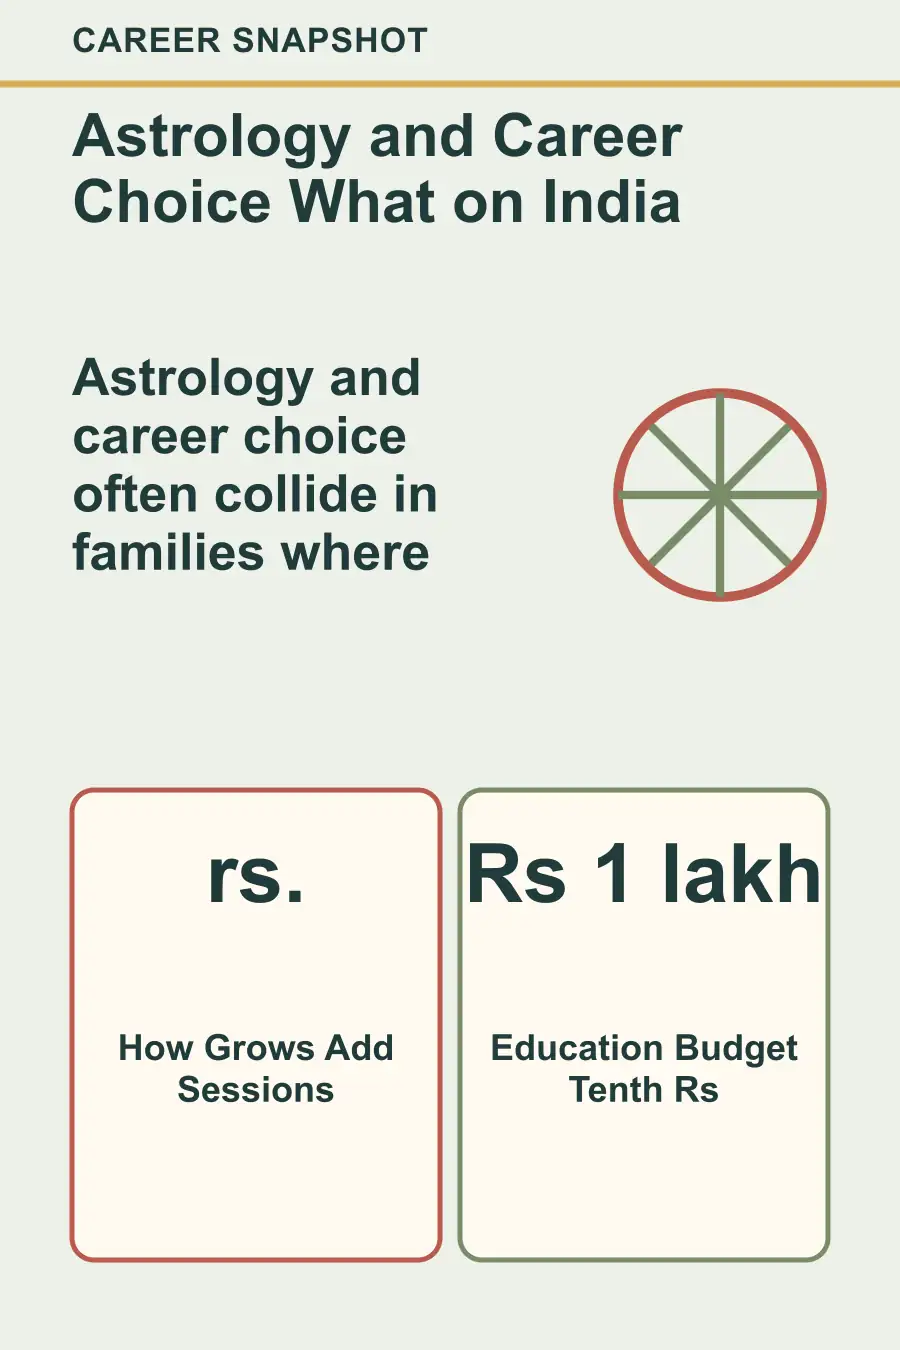 CAREER SNAPSHOT
Astrology and Career
Choice What on India
Astrology and
career choice
often collide in
families where
rs.
How Grows Add
Sessions
Rs 1 lakh
Education Budget
Tenth Rs